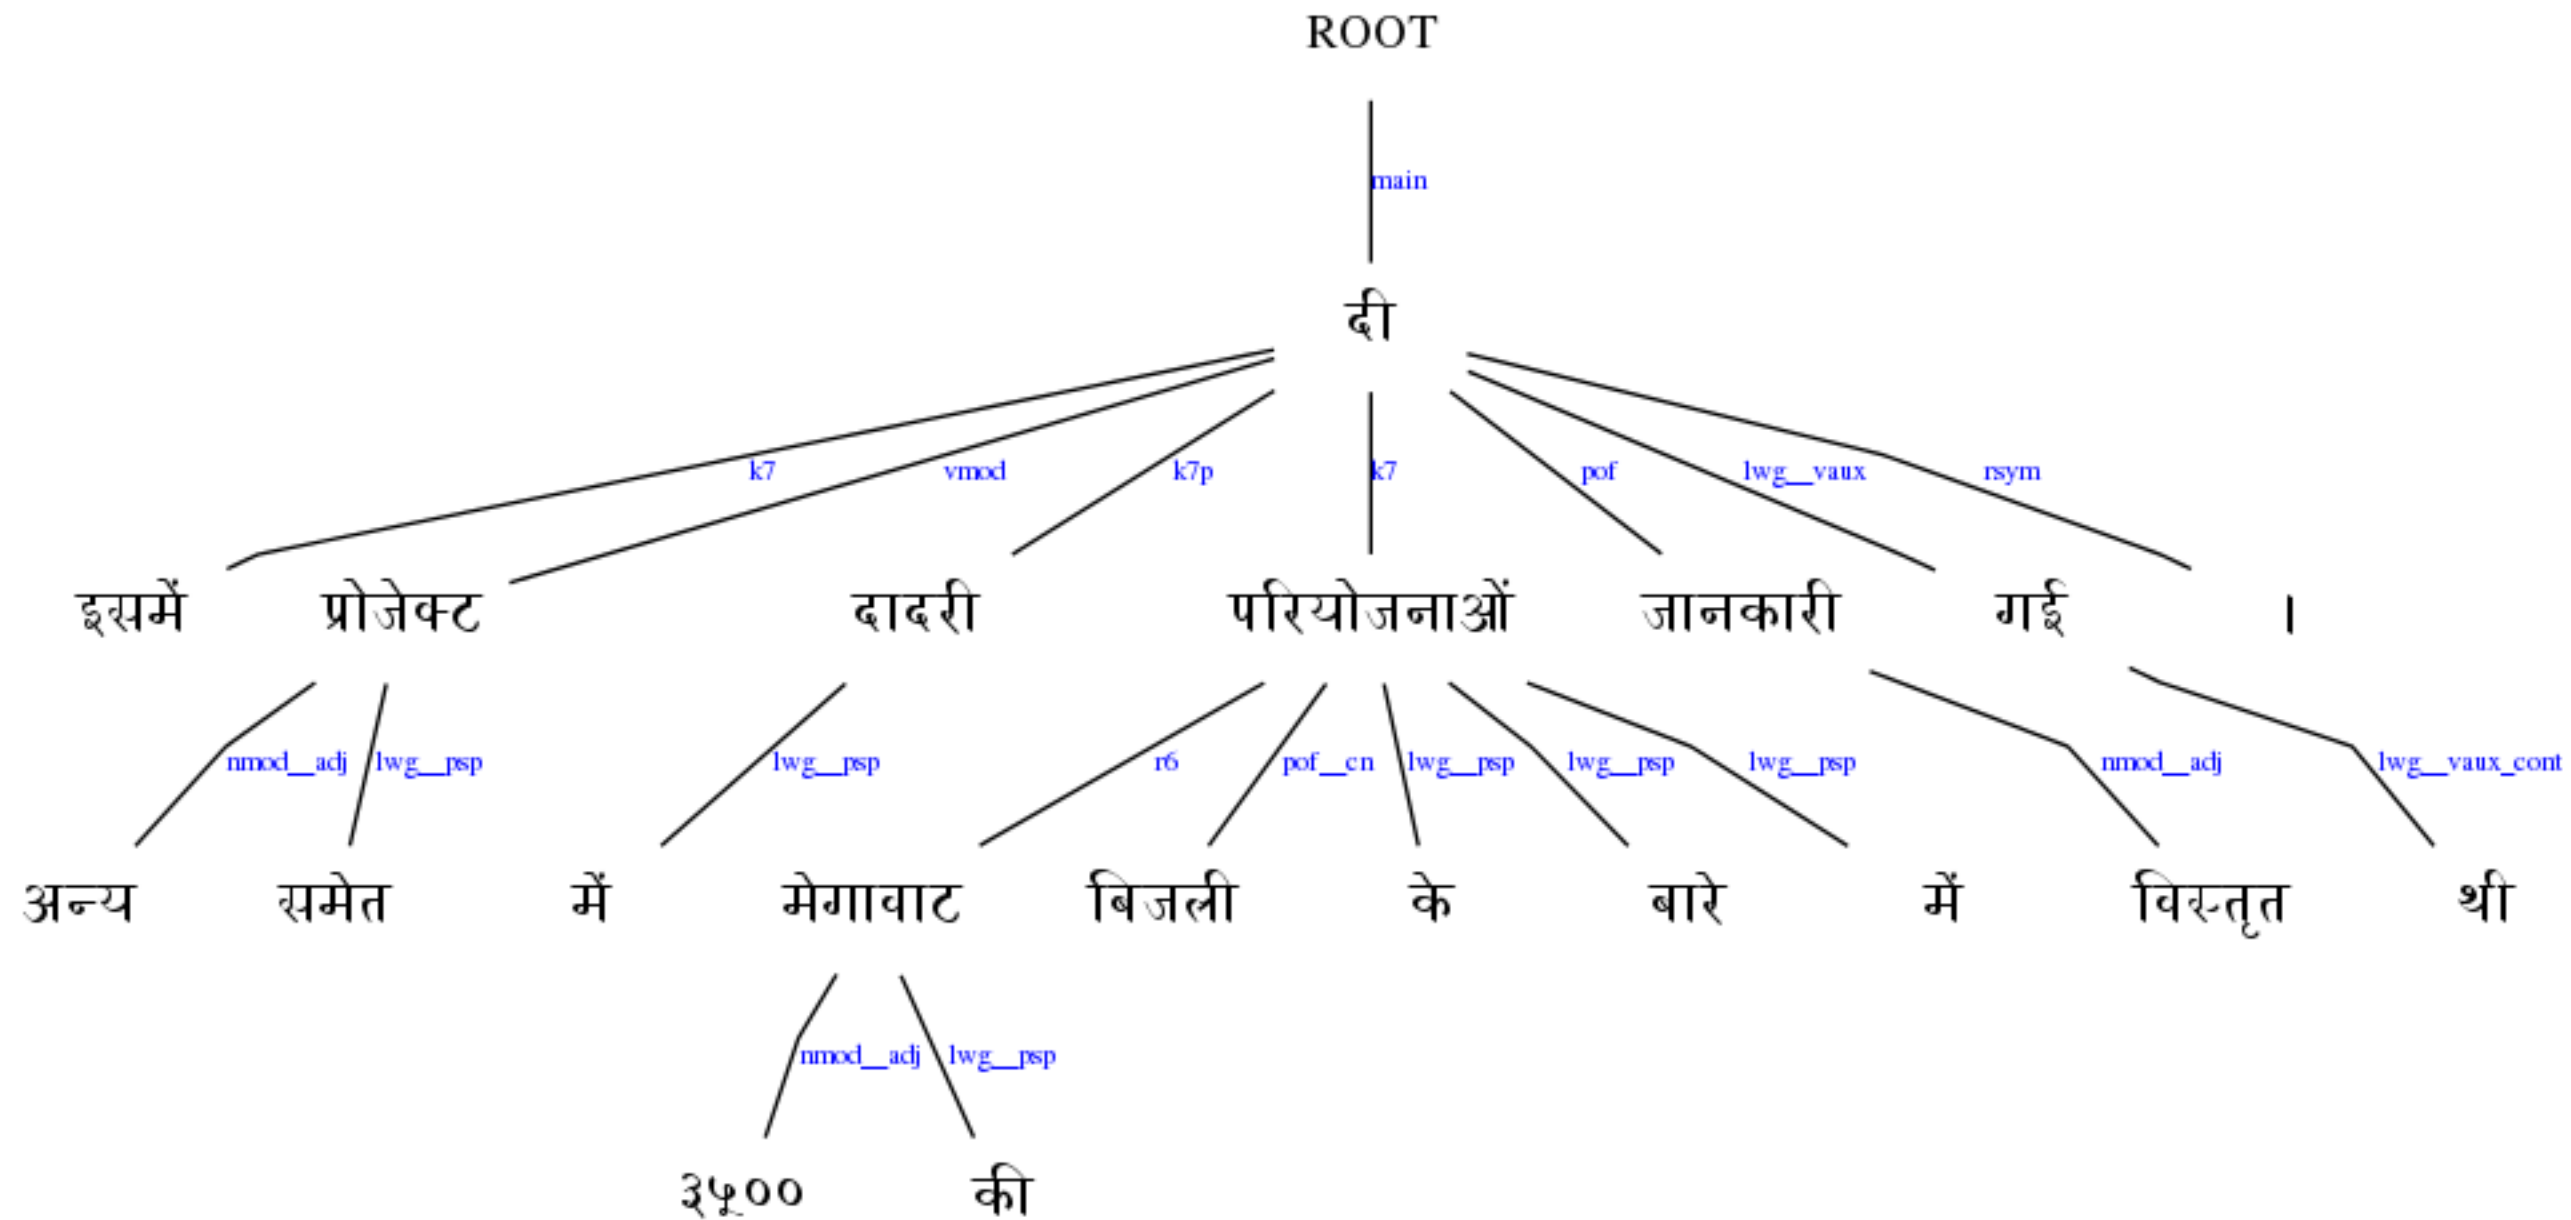 ROOT
main
दी
k7 vmod k7p k7 pof lwg__vaux rsym
इसमें प्रोजेक्ट दादरी परियोजनाओं जानकारी गई ।
nmod__adj lwg__psp lwg__psp r6 pof__cn lwg__psp lwg__psp lwg__psp nmod__adj lwg__vaux_cont
अन्य समेत में मेगावाट बिजली के बारे में विस्तृत थी
nmod__adj lwg__psp
३५०० की